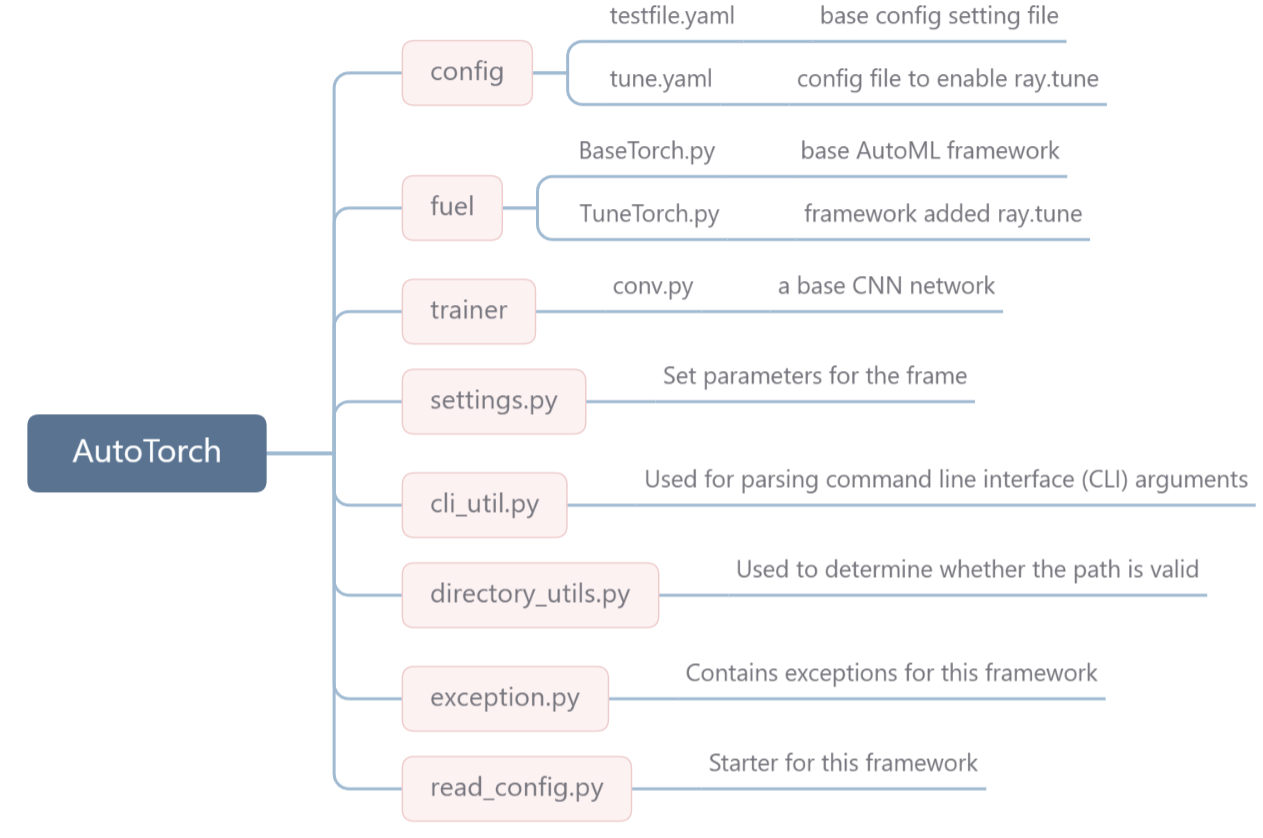 testfile.yaml base config setting file
config
tune.yaml config file to enable ray.tune
BaseTorch.py base AutoML framework
fuel
TuneTorch.py framework added ray.tune
conv.py a base CNN network
trainer
Set parameters for the frame
settings.py
AutoTorch
Used for parsing command line interface (CLI) arguments
cli_util.py
Used to determine whether the path is valid
directory_utils.py
Contains exceptions for this framework
exception.py
Starter for this framework
read_config.py